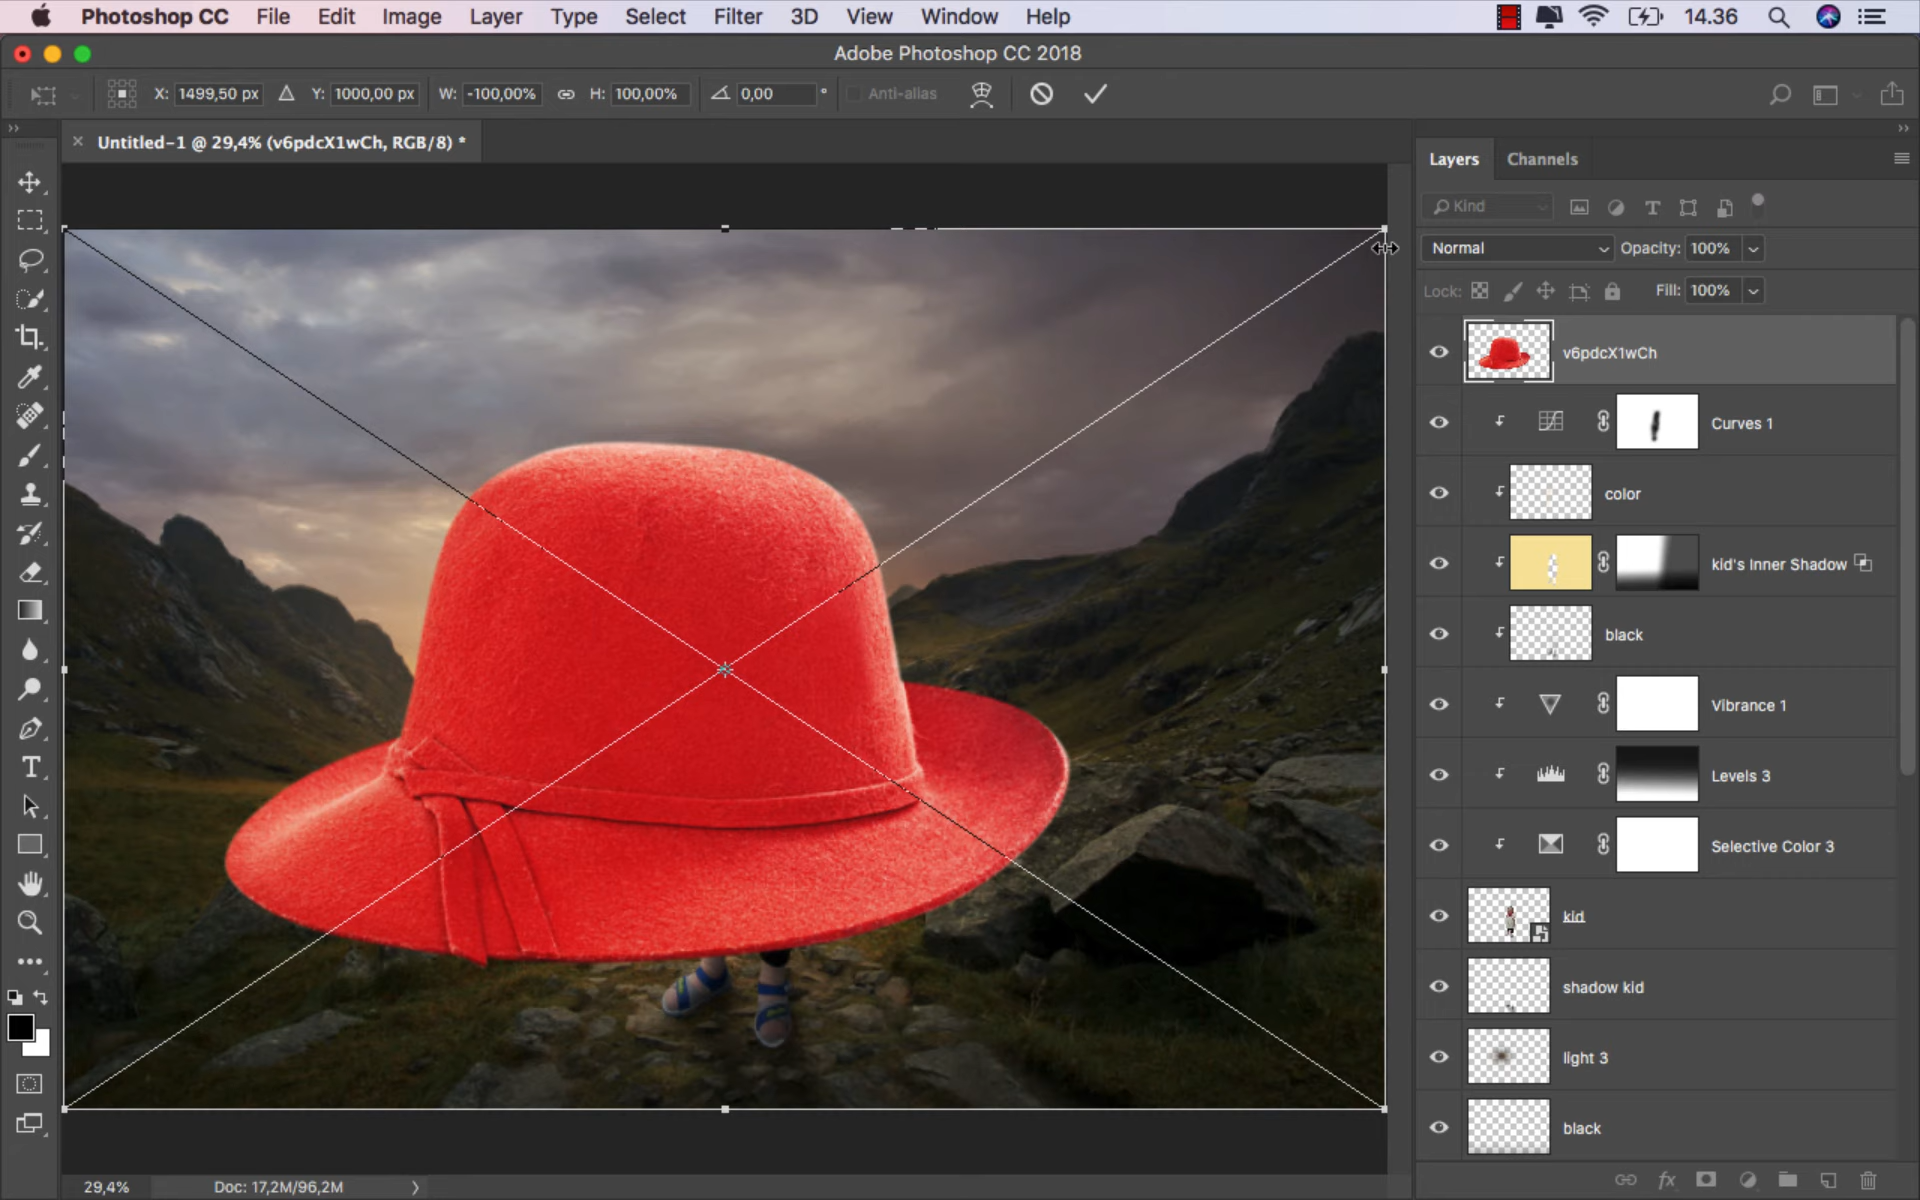 Photoshop CC File Edit Image Layer Type Select Filter 3D View Window Help 14.36
Adobe Photoshop CC 2018
X: 1499,50 px Y: 1000,00 px W: -100,00% H: 100,00% 0,00 ° Anti-alias
Untitled-1 @ 29,4% (v6pdcX1wCh, RGB/8) *
Layers Channels
Kind
Normal Opacity: 100%
Lock: Fill: 100%
v6pdcX1wCh
Curves 1
color
kid's Inner Shadow
black
Vibrance 1
Levels 3
Selective Color 3
kid
shadow kid
light 3
black
29,4% Doc: 17,2M/96,2M